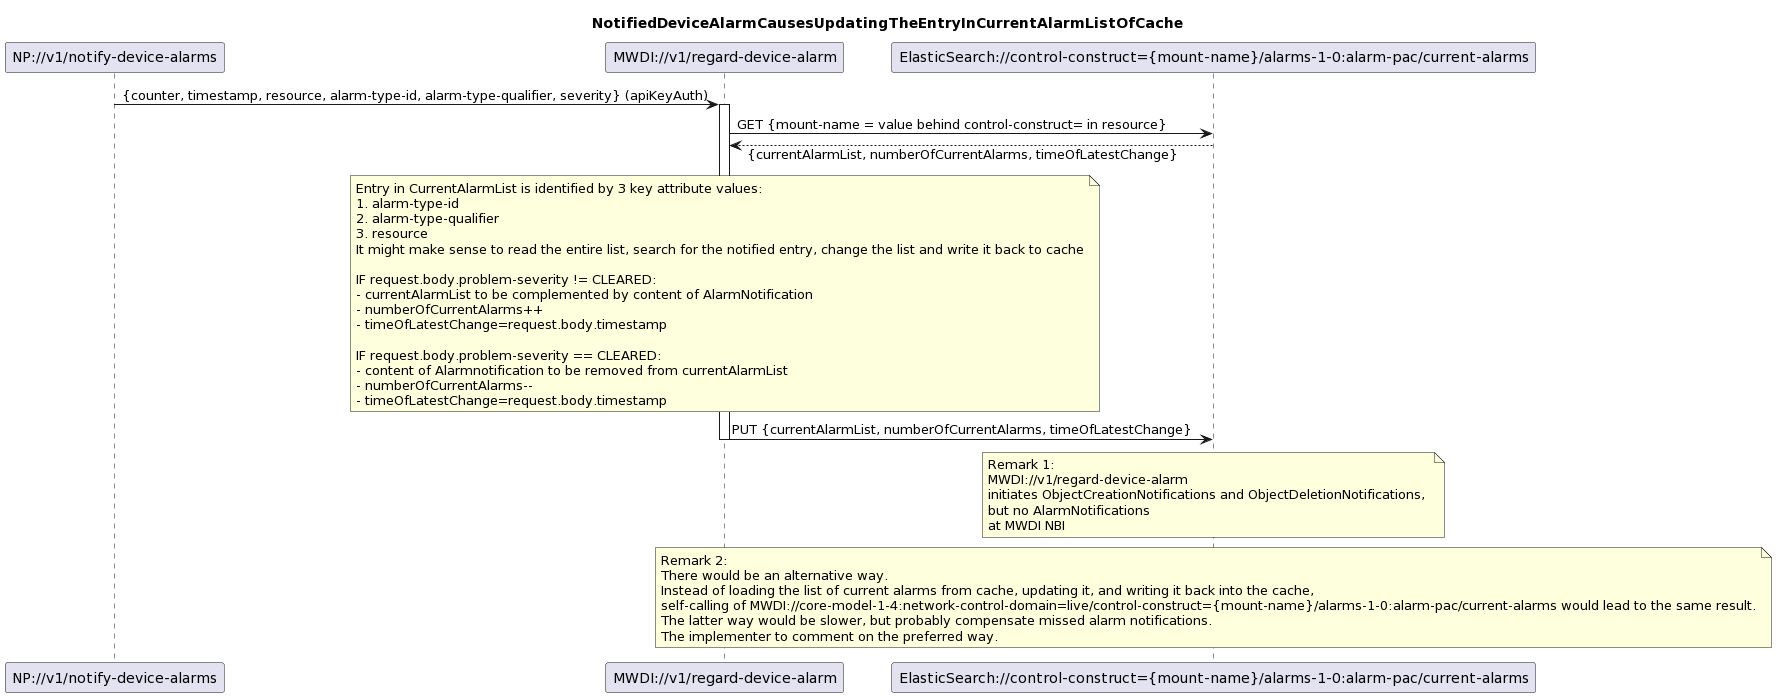 NotifiedDeviceAlarmCausesUpdatingTheEntryInCurrentAlarmListOfCache
NP://v1/notify-device-alarms
MWDI://v1/regard-device-alarm
ElasticSearch://control-construct={mount-name}/alarms-1-0:alarm-pac/current-alarms
{counter, timestamp, resource, alarm-type-id, alarm-type-qualifier, severity} (apiKeyAuth)
GET {mount-name = value behind control-construct= in resource}
{currentAlarmList, numberOfCurrentAlarms, timeOfLatestChange}
Entry in CurrentAlarmList is identified by 3 key attribute values:
1. alarm-type-id
2. alarm-type-qualifier
3. resource
It might make sense to read the entire list, search for the notified entry, change the list and write it back to cache
IF request.body.problem-severity != CLEARED:
- currentAlarmList to be complemented by content of AlarmNotification
- numberOfCurrentAlarms++
- timeOfLatestChange=request.body.timestamp
IF request.body.problem-severity == CLEARED:
- content of Alarmnotification to be removed from currentAlarmList
- numberOfCurrentAlarms--
- timeOfLatestChange=request.body.timestamp
PUT {currentAlarmList, numberOfCurrentAlarms, timeOfLatestChange}
Remark 1:
MWDI://v1/regard-device-alarm
initiates ObjectCreationNotifications and ObjectDeletionNotifications,
but no AlarmNotifications
at MWDI NBI
Remark 2:
There would be an alternative way.
Instead of loading the list of current alarms from cache, updating it, and writing it back into the cache,
self-calling of MWDI://core-model-1-4:network-control-domain=live/control-construct={mount-name}/alarms-1-0:alarm-pac/current-alarms would lead to the same result.
The latter way would be slower, but probably compensate missed alarm notifications.
The implementer to comment on the preferred way.
NP://v1/notify-device-alarms
MWDI://v1/regard-device-alarm
ElasticSearch://control-construct={mount-name}/alarms-1-0:alarm-pac/current-alarms